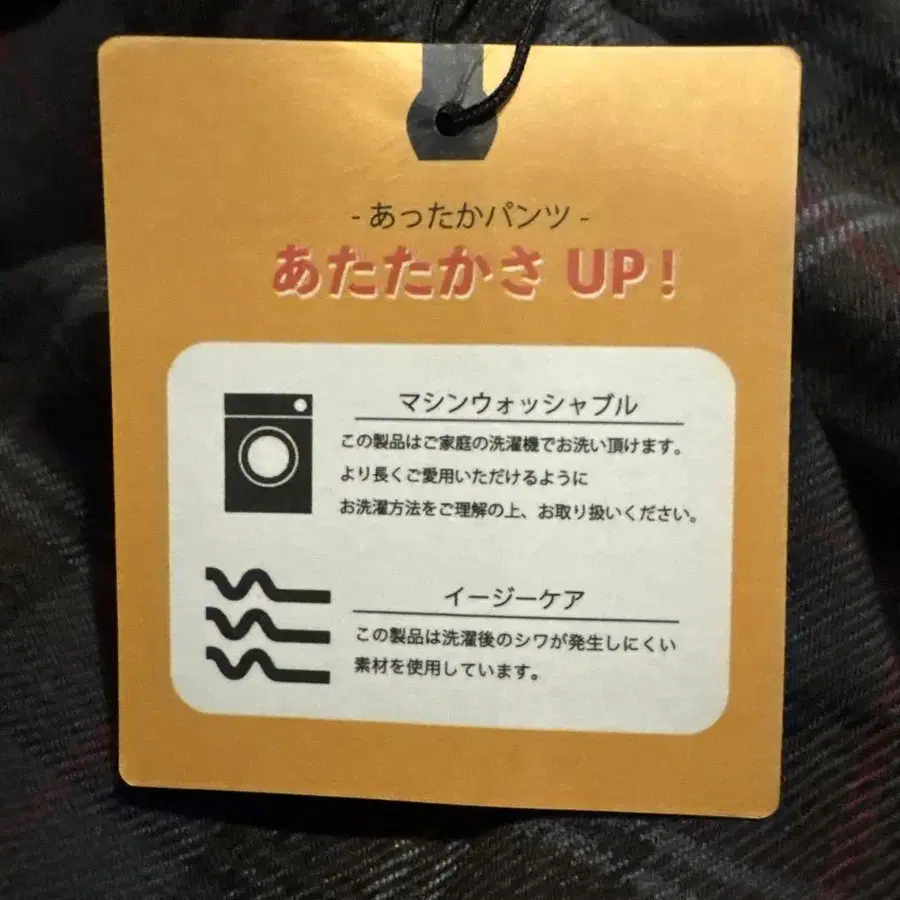 - あったかパンツ -
あたたかさ UP!
マシンウォッシャブル
この製品はご家庭の洗濯機でお洗い頂けます。
より長くご愛用いただけるように
お洗濯方法をご理解の上、お取り扱いください。
イージーケア
この製品は洗濯後のシワが発生しにくい
素材を使用しています。